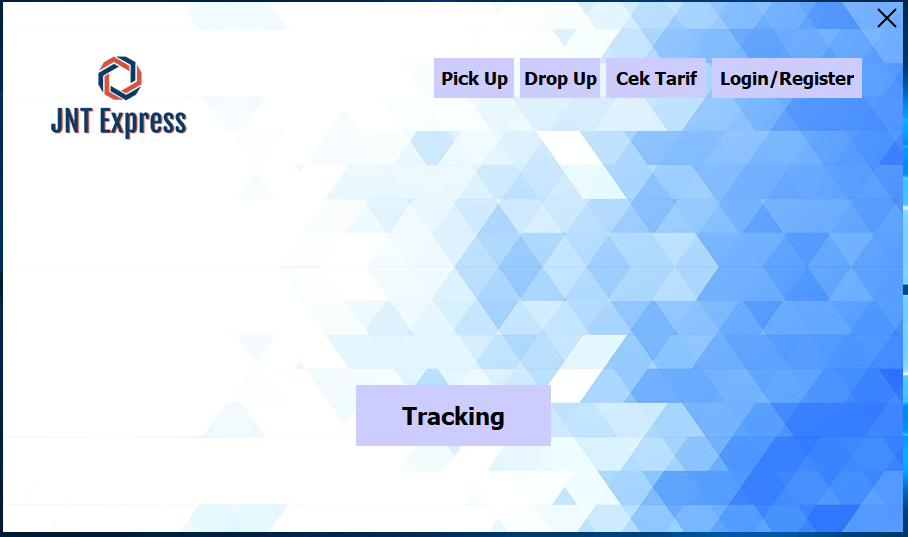 JNT Express
Pick Up
Drop Up
Cek Tarif
Login/Register
Tracking